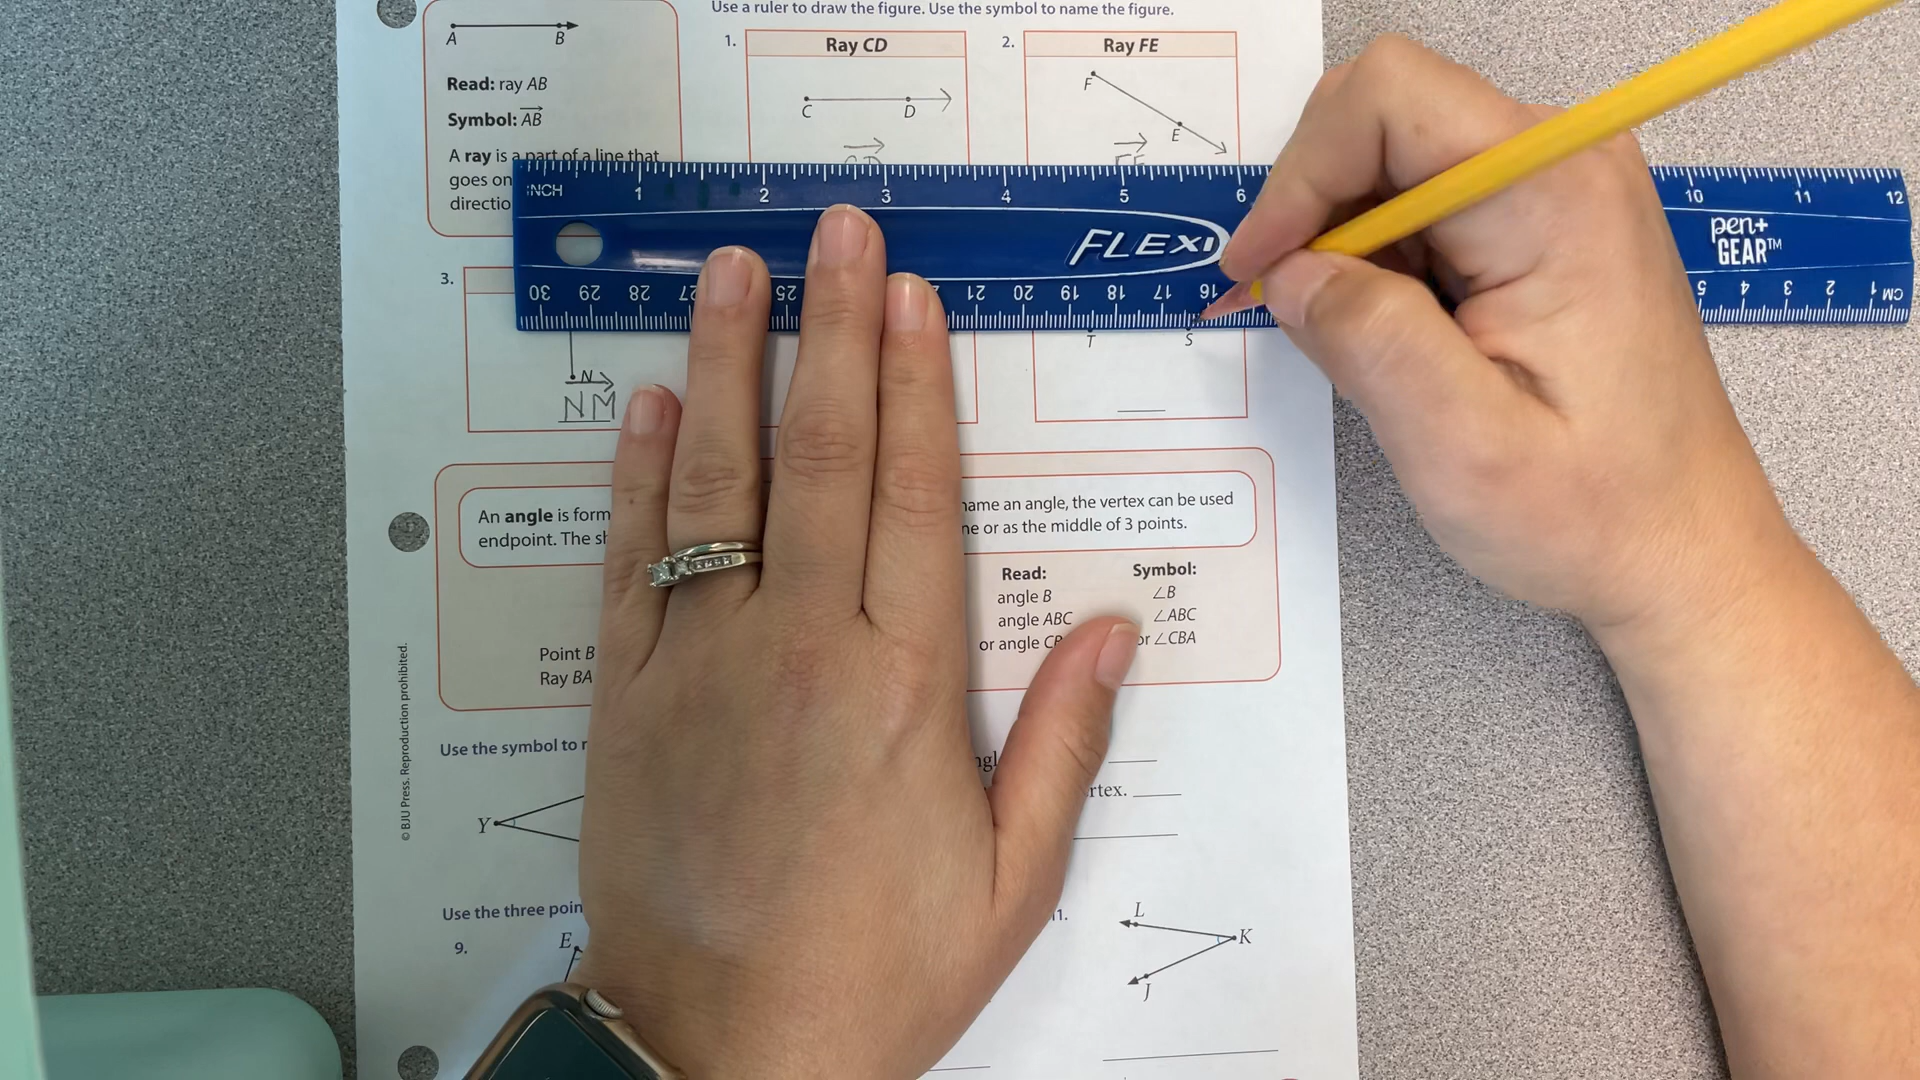 A B
Read: ray AB
Symbol: AB
A ray is a part of a line that
goes on
directio
Use a ruler to draw the figure. Use the symbol to name the figure.
1. Ray CD
C D
CD
2. Ray FE
F
E
FE
INCH 1 2 3 4 5 6 10 11 12
FLEXI
pen+
GEAR™
30 29 28 27 25 21 20 19 18 17 16 5 4 3 2 1 CM
3.
N
NM
T S
An angle is form
endpoint. The sh
name an angle, the vertex can be used
ne or as the middle of 3 points.
Read: Symbol:
angle B ∠B
angle ABC ∠ABC
or angle CB or ∠CBA
Point B
Ray BA
© BJU Press. Reproduction prohibited.
Use the symbol to n
ngl
rtex.
Y
Use the three poin
9. E
11. L
K
J